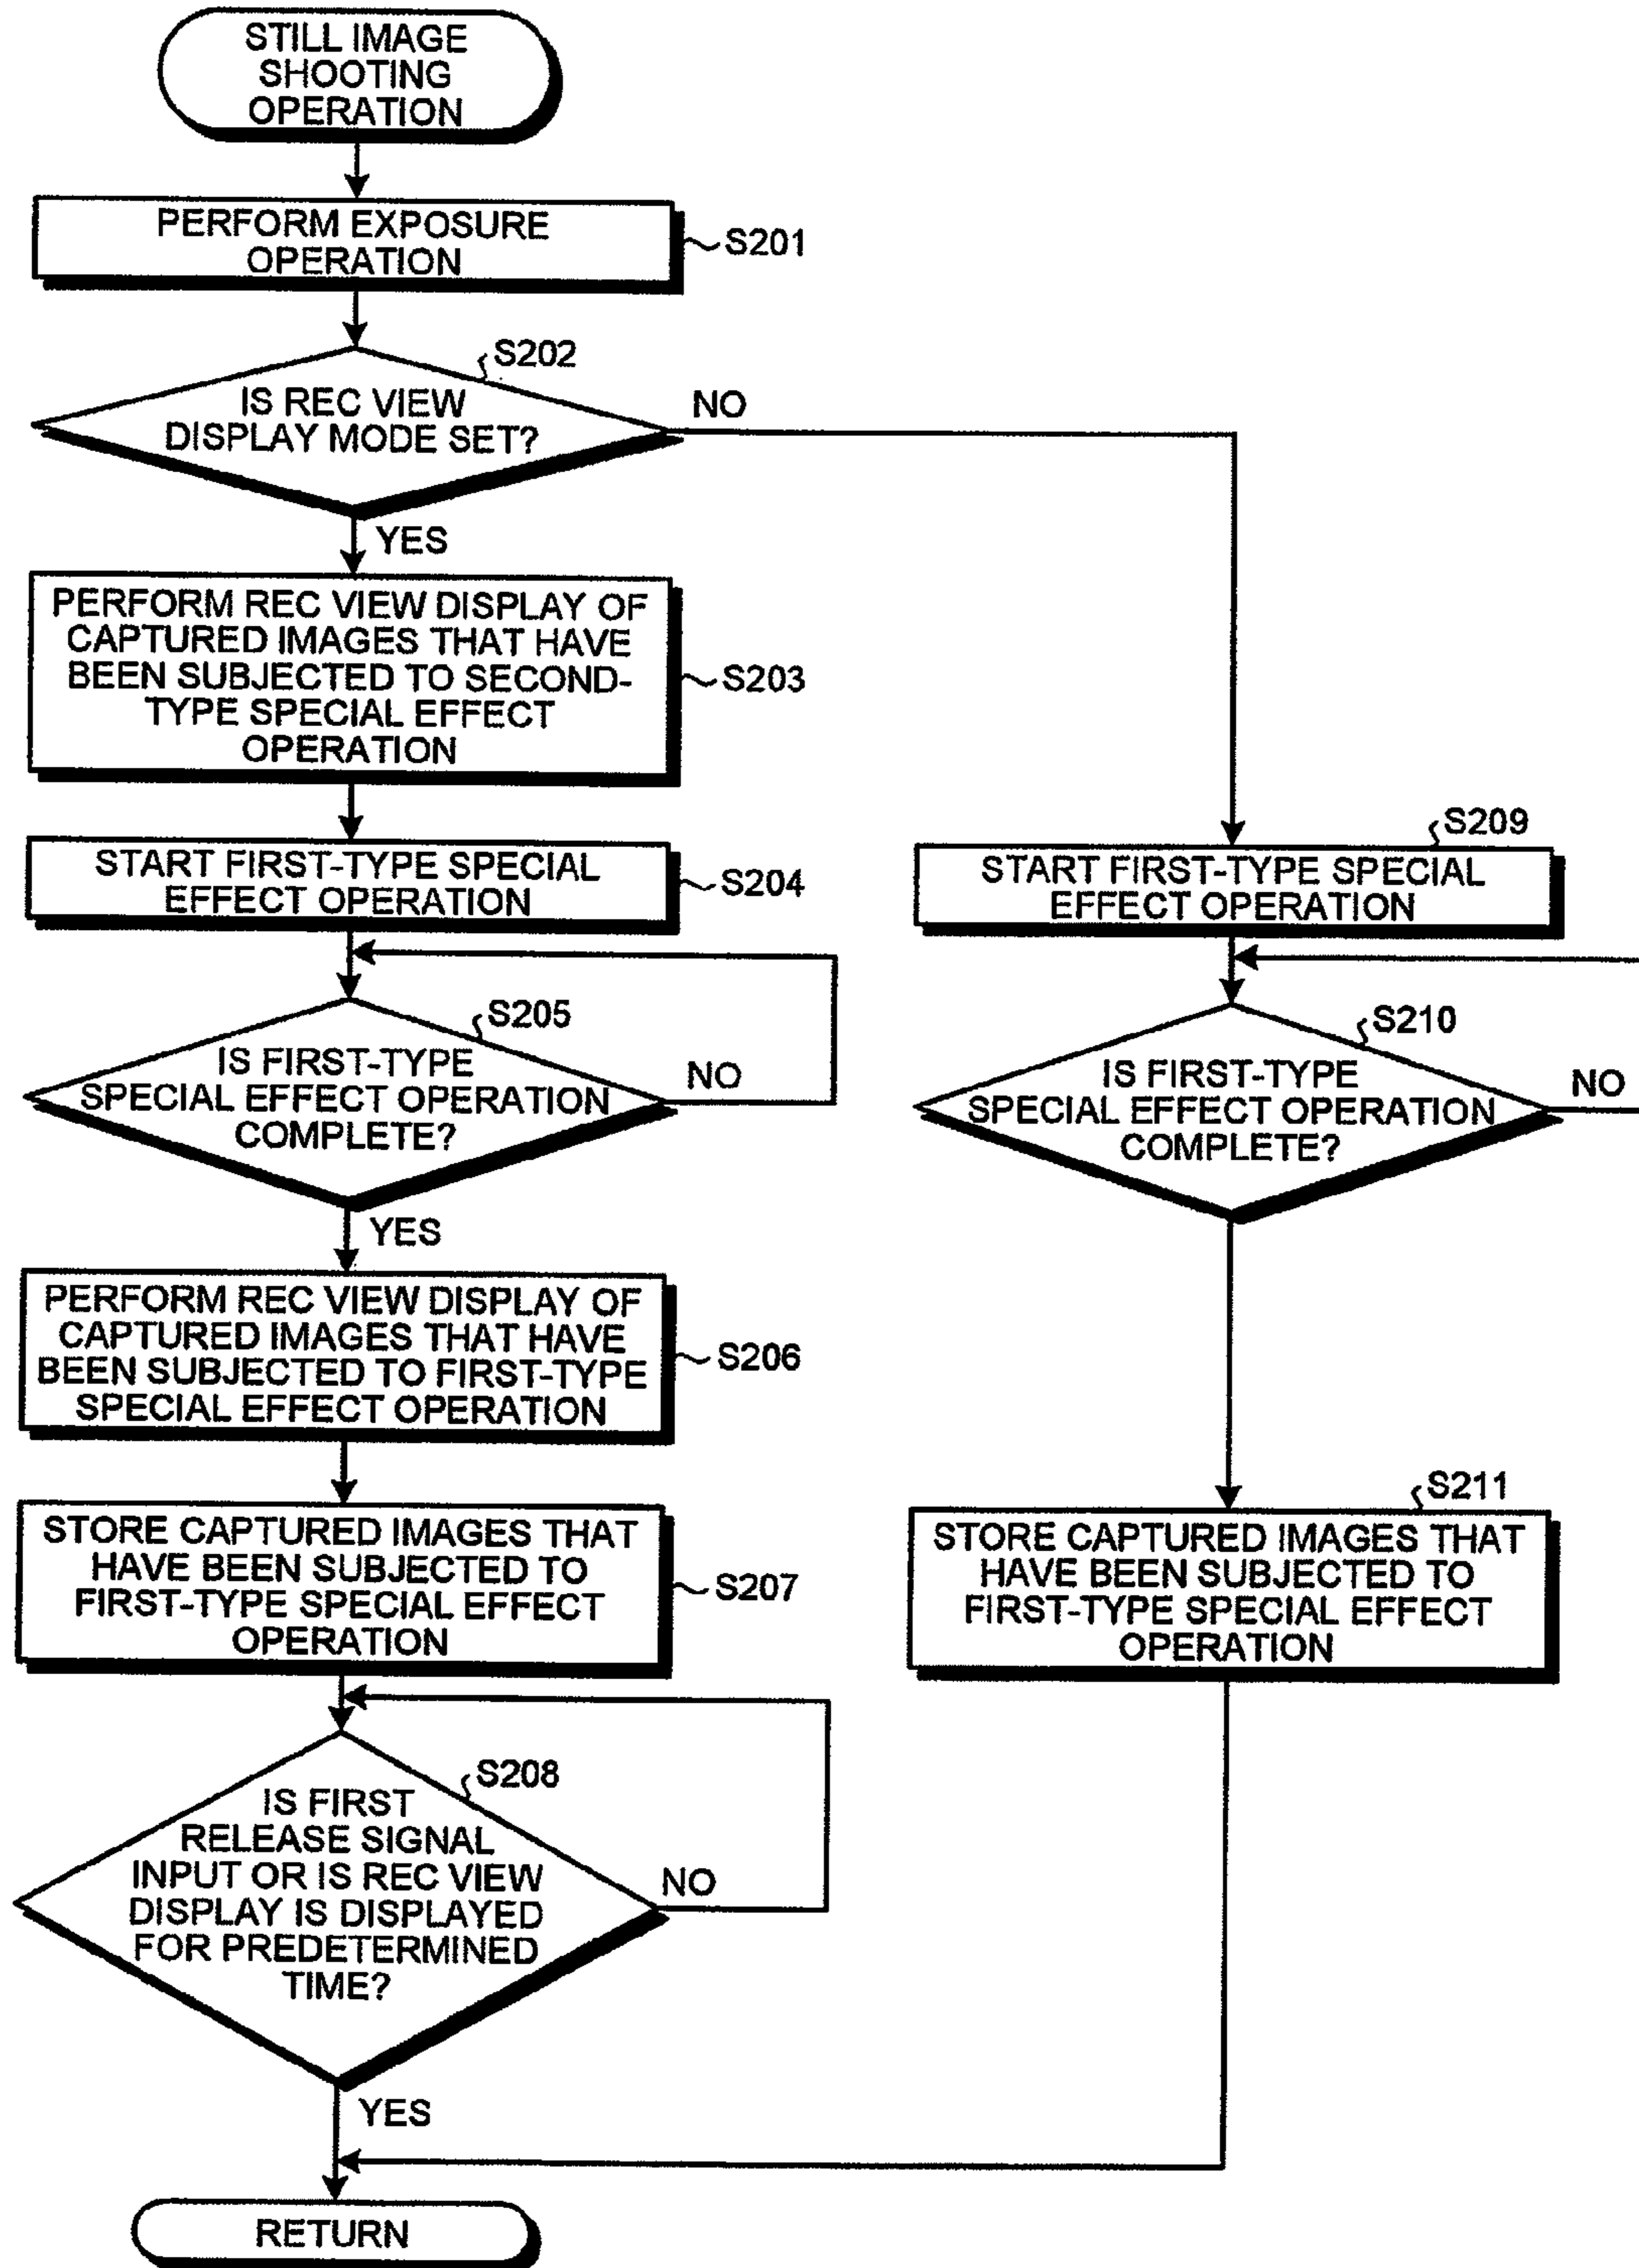 STILL IMAGE
SHOOTING
OPERATION
PERFORM EXPOSURE
OPERATION
S201
S202
IS REC VIEW
DISPLAY MODE SET?
NO
YES
PERFORM REC VIEW DISPLAY OF
CAPTURED IMAGES THAT HAVE
BEEN SUBJECTED TO SECOND-
TYPE SPECIAL EFFECT
OPERATION
S203
START FIRST-TYPE SPECIAL
EFFECT OPERATION
S204
S205
IS FIRST-TYPE
SPECIAL EFFECT OPERATION
COMPLETE?
NO
YES
PERFORM REC VIEW DISPLAY OF
CAPTURED IMAGES THAT HAVE
BEEN SUBJECTED TO FIRST-TYPE
SPECIAL EFFECT OPERATION
S206
STORE CAPTURED IMAGES THAT
HAVE BEEN SUBJECTED TO
FIRST-TYPE SPECIAL EFFECT
OPERATION
S207
S208
IS FIRST
RELEASE SIGNAL
INPUT OR IS REC VIEW
DISPLAY IS DISPLAYED
FOR PREDETERMINED
TIME?
NO
YES
S209
START FIRST-TYPE SPECIAL
EFFECT OPERATION
S210
IS FIRST-TYPE
SPECIAL EFFECT OPERATION
COMPLETE?
NO
S211
STORE CAPTURED IMAGES THAT
HAVE BEEN SUBJECTED TO
FIRST-TYPE SPECIAL EFFECT
OPERATION
RETURN